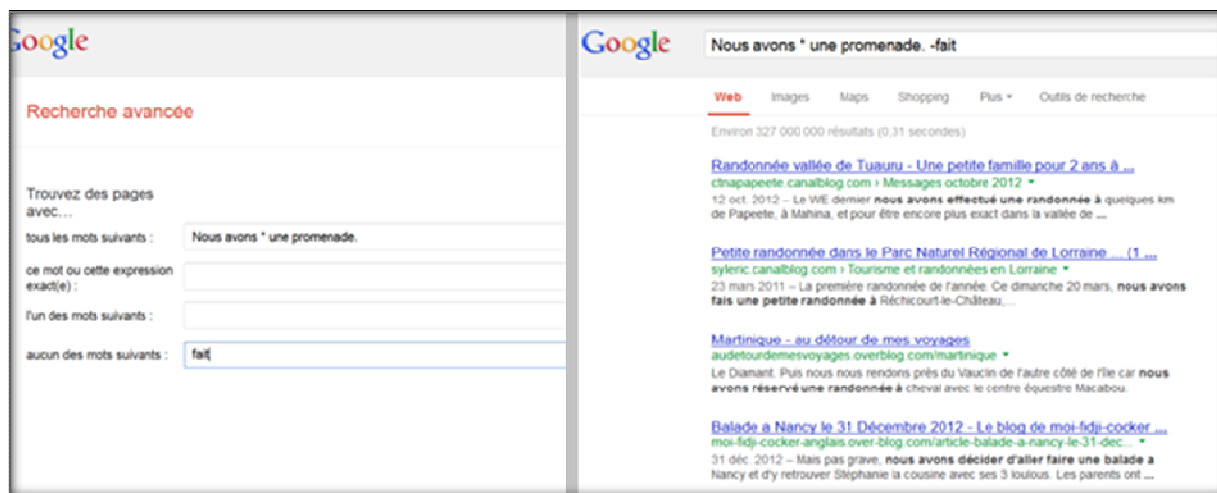 Google
Recherche avancée
Trouvez des pages
avec...
tous les mots suivants : Nous avons * une promenade.
ce mot ou cette expression
exact(e) :
l'un des mots suivants :
aucun des mots suivants : fait
Google Nous avons * une promenade. -fait
Web Images Maps Shopping Plus Outils de recherche
Environ 327 000 000 résultats (0,31 secondes)
Randonnée vallée de Tuauru - Une petite famille pour 2 ans à ...
ctnapapeete.canalblog.com › Messages octobre 2012
12 oct. 2012 – Le WE dernier nous avons effectué une randonnée à quelques km
de Papeete, à Mahina, et pour être encore plus exact dans la vallée de ...
Petite randonnée dans le Parc Naturel Régional de Lorraine ... (1 ...
syleric.canalblog.com › Tourisme et randonnées en Lorraine
23 mars 2011 – La première randonnée de l'année. Ce dimanche 20 mars, nous avons
fais une petite randonnée à Réchicourt-le-Château,...
Martinique - au détour de mes voyages
audetourdemesvoyages.overblog.com/martinique
Le Diamant. Puis nous nous rendons près du Vauclin de l'autre côté de l'île car nous
avons réservé une randonnée à cheval avec le centre équestre Macabou.
Balade a Nancy le 31 Décembre 2012 - Le blog de moi-fidji-cocker ...
moi-fidji-cocker-anglais.over-blog.com/article-balade-a-nancy-le-31-dec...
31 déc. 2012 – Mais pas grave, nous avons décider d'aller faire une balade a
Nancy et d'y retrouver Stéphanie la cousine avec ses 3 loulous. Les parents ont ...